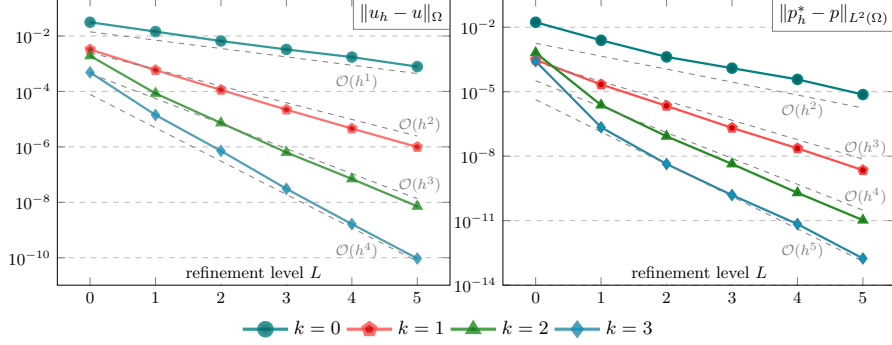 ‖u_h − u‖_Ω
10^−2
10^−4
10^−6
10^−8
10^−10
O(h^1)
O(h^2)
O(h^3)
O(h^4)
refinement level L
0 1 2 3 4 5
‖p_h^* − p‖_{L^2(Ω)}
10^−2
10^−5
10^−8
10^−11
10^−14
O(h^2)
O(h^3)
O(h^4)
O(h^5)
refinement level L
0 1 2 3 4 5
k = 0 k = 1 k = 2 k = 3